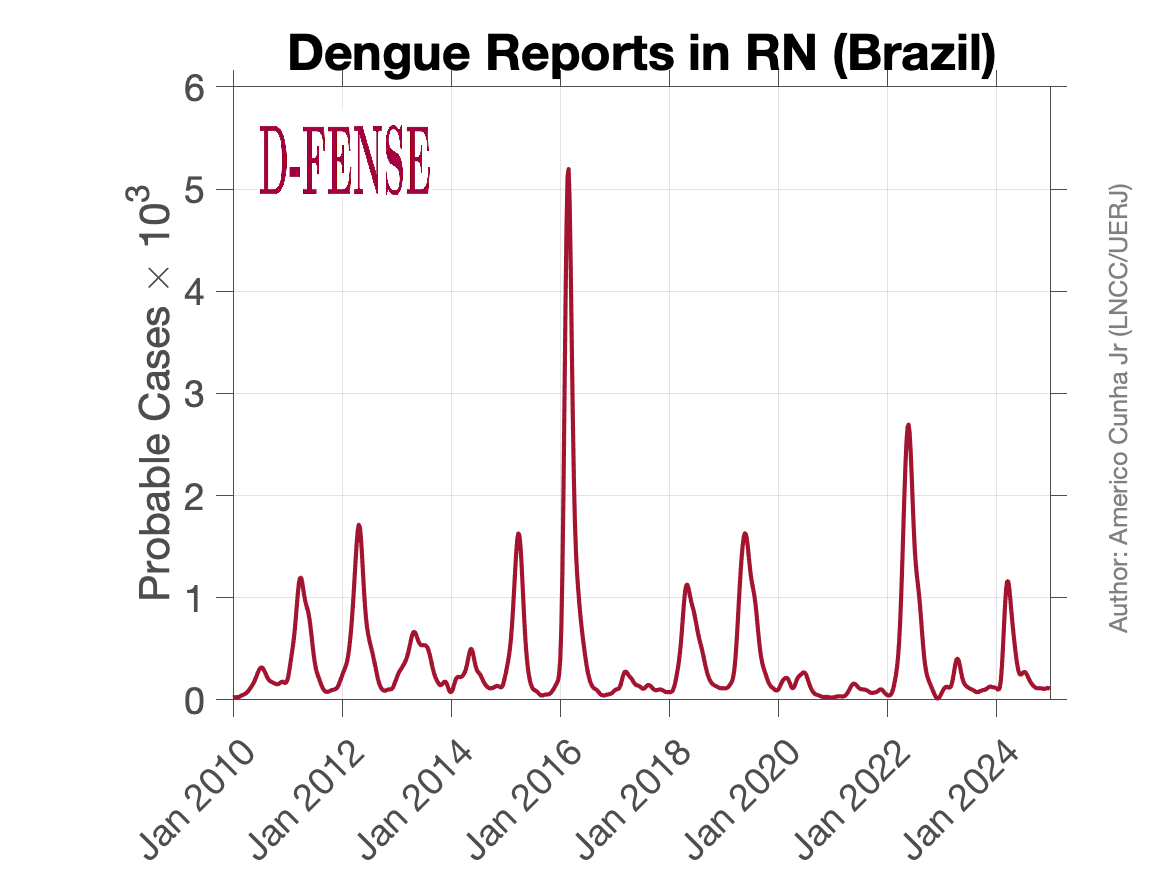 Dengue Reports in RN (Brazil)
D-FENSE
Probable Cases × 10³
6
5
4
3
2
1
0
Jan 2010
Jan 2012
Jan 2014
Jan 2016
Jan 2018
Jan 2020
Jan 2022
Jan 2024
Author: Americo Cunha Jr (LNCC/UERJ)